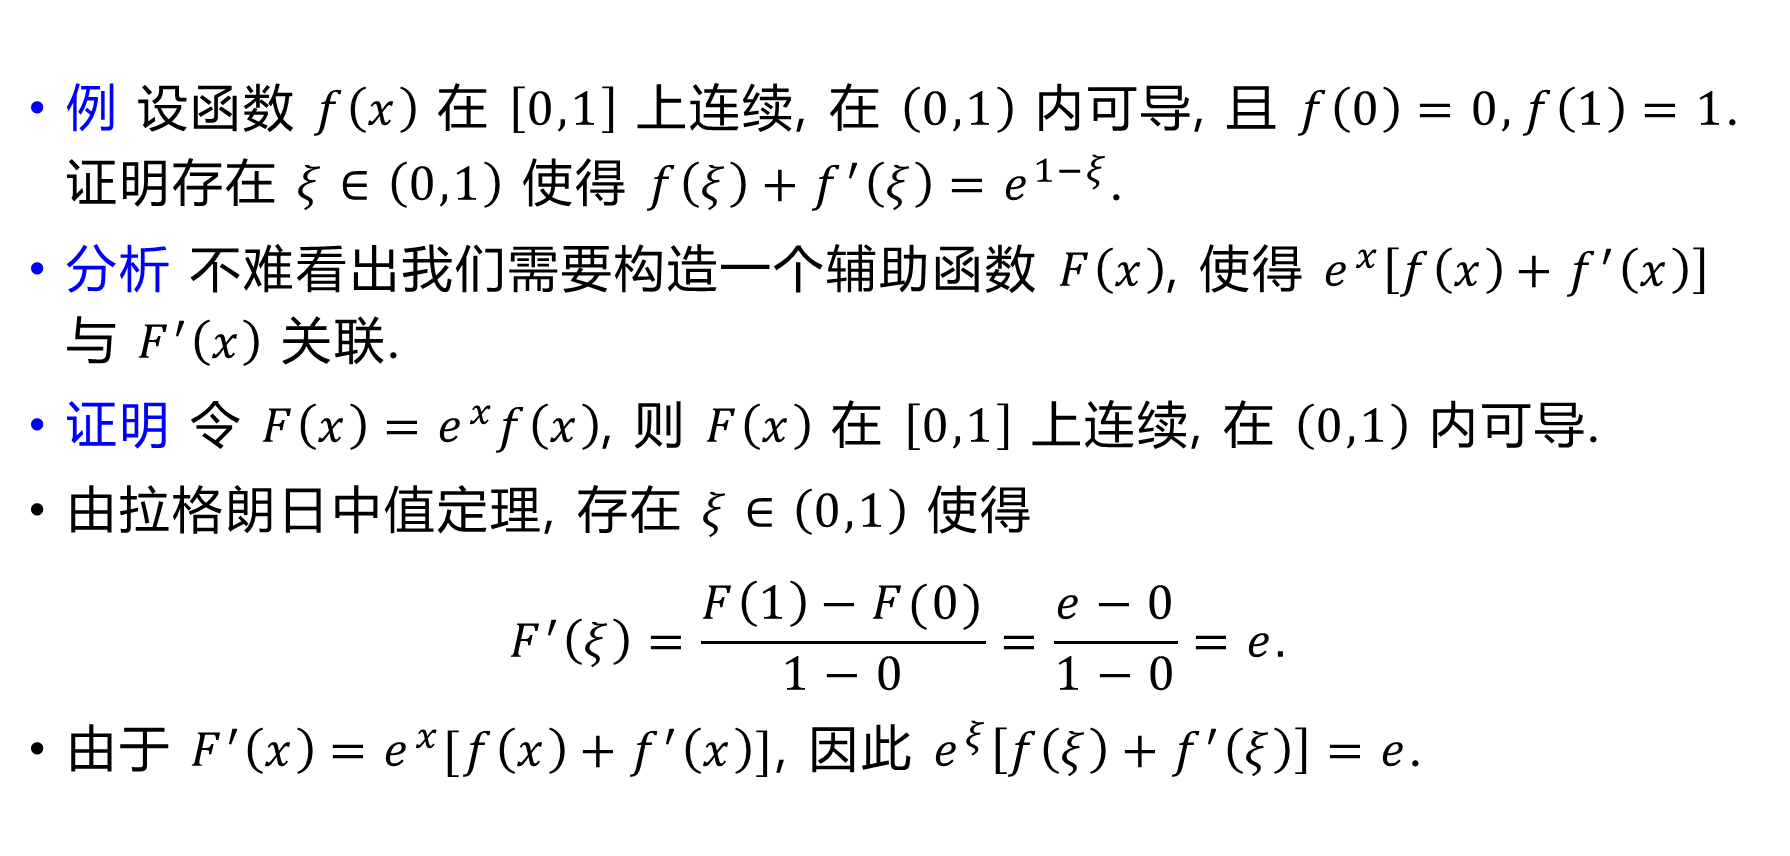 • 例 设函数 f(x) 在 [0,1] 上连续, 在 (0,1) 内可导, 且 f(0) = 0, f(1) = 1.
证明存在 ξ ∈ (0,1) 使得 f(ξ) + f′(ξ) = e^{1−ξ}.
• 分析 不难看出我们需要构造一个辅助函数 F(x), 使得 e^x[f(x) + f′(x)]
与 F′(x) 关联.
• 证明 令 F(x) = e^x f(x), 则 F(x) 在 [0,1] 上连续, 在 (0,1) 内可导.
• 由拉格朗日中值定理, 存在 ξ ∈ (0,1) 使得
F′(ξ) = \frac{F(1) − F(0)}{1 − 0} = \frac{e − 0}{1 − 0} = e.
• 由于 F′(x) = e^x[f(x) + f′(x)], 因此 e^ξ[f(ξ) + f′(ξ)] = e.